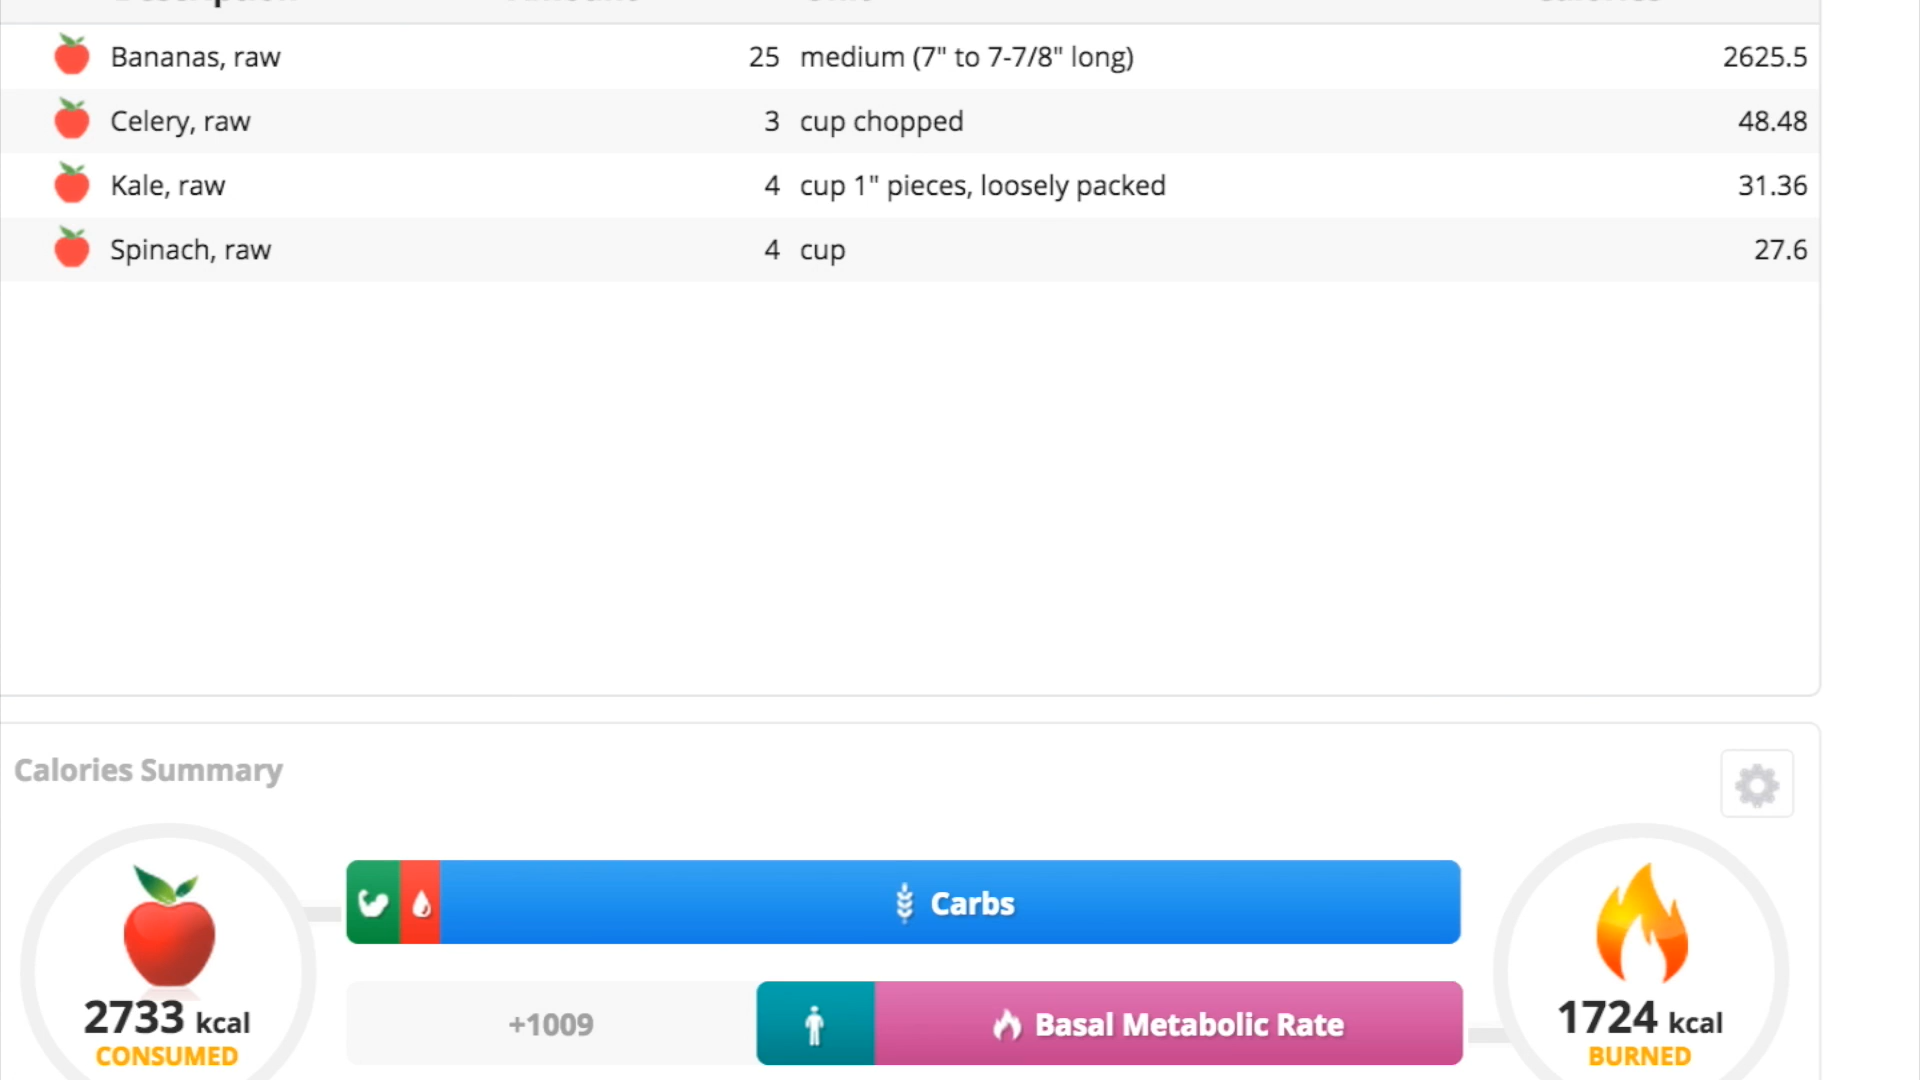 Bananas, raw 25 medium (7" to 7-7/8" long) 2625.5
Celery, raw 3 cup chopped 48.48
Kale, raw 4 cup 1" pieces, loosely packed 31.36
Spinach, raw 4 cup 27.6
Calories Summary
Carbs
2733 kcal
CONSUMED
+1009
Basal Metabolic Rate
1724 kcal
BURNED